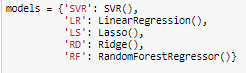 models = {'SVR': SVR(),
'LR': LinearRegression(),
'LS': Lasso(),
'RD': Ridge(),
'RF': RandomForestRegressor()}